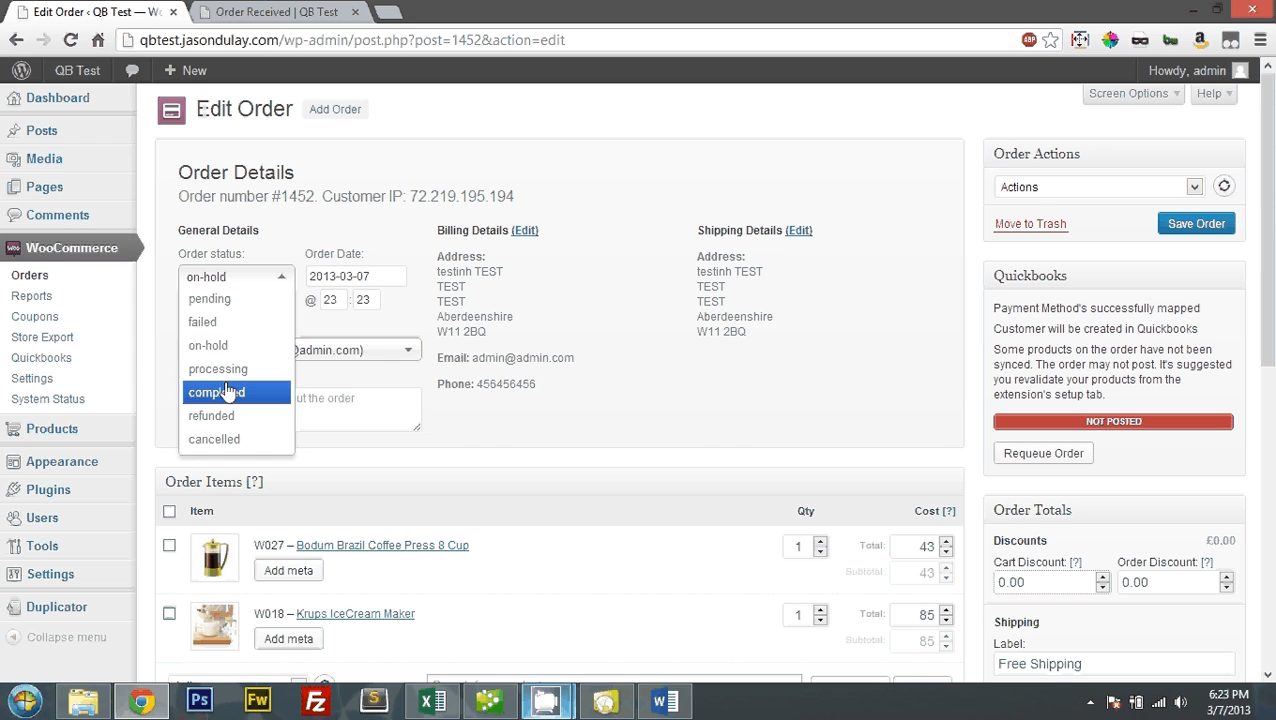 Edit Order ‹ QB Test — Wo
Order Received | QB Test
qbtest.jasondulay.com/wp-admin/post.php?post=1452&action=edit
ABP
QB Test
New
Howdy, admin
Dashboard
Posts
Media
Pages
Comments
WooCommerce
Orders
Reports
Coupons
Store Export
Quickbooks
Settings
System Status
Products
Appearance
Plugins
Users
Tools
Settings
Duplicator
Collapse menu
Screen Options
Help
Edit Order
Add Order
Order Details
Order number #1452. Customer IP: 72.219.195.194
General Details
Order status:
Order Date:
on-hold
2013-03-07
@ 23 : 23
pending
failed
on-hold
processing
completed
refunded
cancelled
@admin.com)
out the order
Billing Details (Edit)
Address:
testinh TEST
TEST
TEST
Aberdeenshire
W11 2BQ
Email: admin@admin.com
Phone: 456456456
Shipping Details (Edit)
Address:
testinh TEST
TEST
TEST
Aberdeenshire
W11 2BQ
Order Items [?]
Item
Qty
Cost [?]
W027 – Bodum Brazil Coffee Press 8 Cup
Add meta
1
Total: 43
Subtotal: 43
W018 – Krups IceCream Maker
Add meta
1
Total: 85
Subtotal: 85
Order Actions
Actions
Move to Trash
Save Order
Quickbooks
Payment Method's successfully mapped
Customer will be created in Quickbooks
Some products on the order have not been
synced. The order may not post. It's suggested
you revalidate your products from the
extension's setup tab.
NOT POSTED
Requeue Order
Order Totals
Discounts
£0.00
Cart Discount: [?]
Order Discount: [?]
0.00
0.00
Shipping
Label:
Free Shipping
Ps
Fw
Fz
S
X
W
6:23 PM
3/7/2013